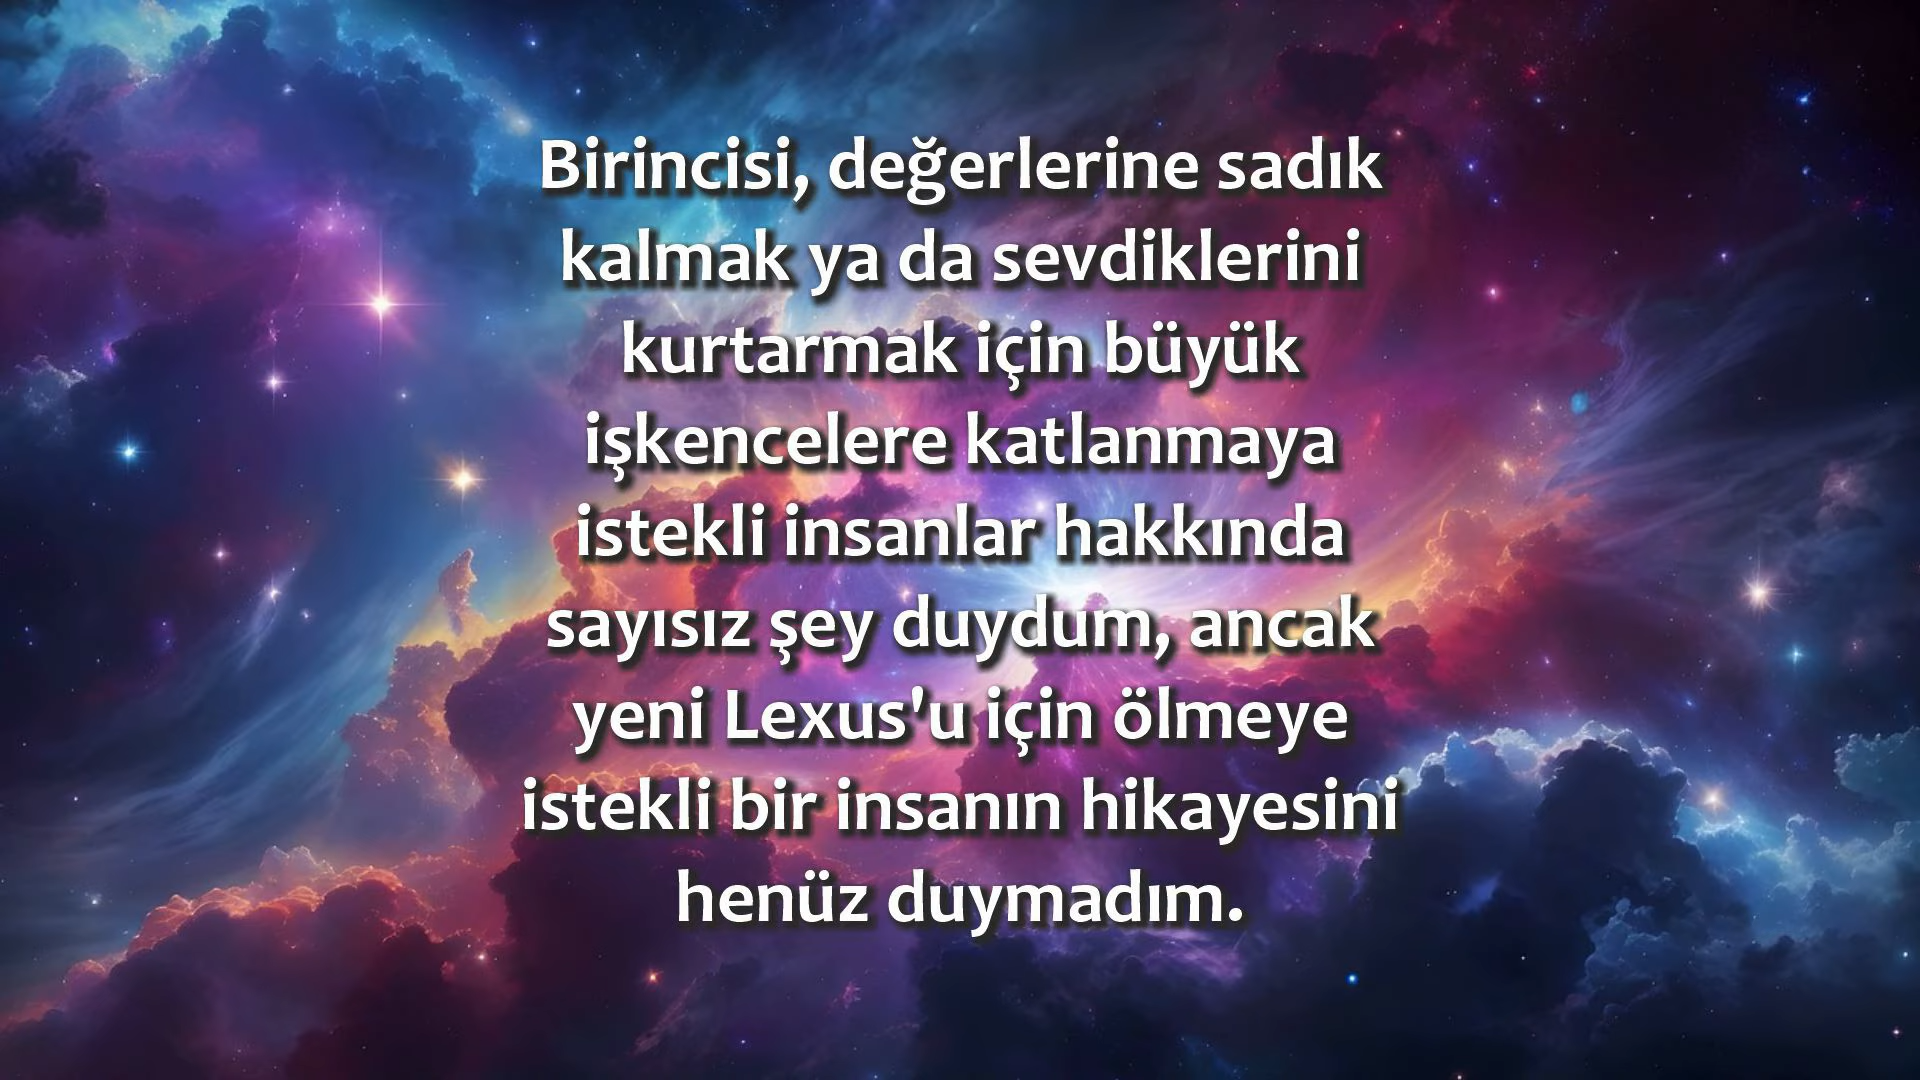 Birincisi, değerlerine sadık
kalmak ya da sevdiklerini
kurtarmak için büyük
işkencelere katlanmaya
istekli insanlar hakkında
sayısız şey duydum, ancak
yeni Lexus'u için ölmeye
istekli bir insanın hikayesini
henüz duymadım.